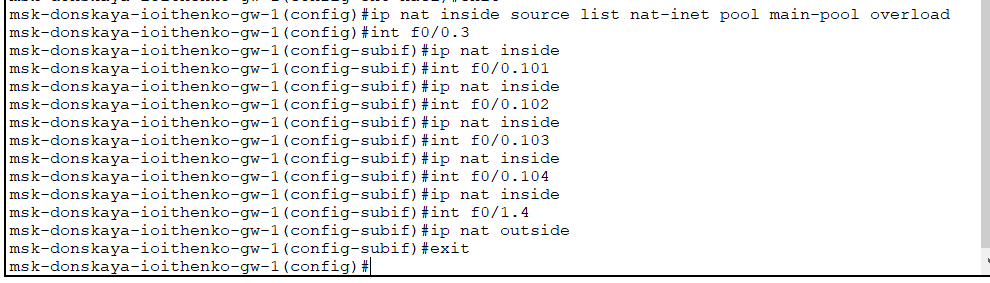 msk-donskaya-ioithenko-gw-1(config)#ip nat inside source list nat-inet pool main-pool overload
msk-donskaya-ioithenko-gw-1(config)#int f0/0.3
msk-donskaya-ioithenko-gw-1(config-subif)#ip nat inside
msk-donskaya-ioithenko-gw-1(config-subif)#int f0/0.101
msk-donskaya-ioithenko-gw-1(config-subif)#ip nat inside
msk-donskaya-ioithenko-gw-1(config-subif)#int f0/0.102
msk-donskaya-ioithenko-gw-1(config-subif)#ip nat inside
msk-donskaya-ioithenko-gw-1(config-subif)#int f0/0.103
msk-donskaya-ioithenko-gw-1(config-subif)#ip nat inside
msk-donskaya-ioithenko-gw-1(config-subif)#int f0/0.104
msk-donskaya-ioithenko-gw-1(config-subif)#ip nat inside
msk-donskaya-ioithenko-gw-1(config-subif)#int f0/1.4
msk-donskaya-ioithenko-gw-1(config-subif)#ip nat outside
msk-donskaya-ioithenko-gw-1(config-subif)#exit
msk-donskaya-ioithenko-gw-1(config)#